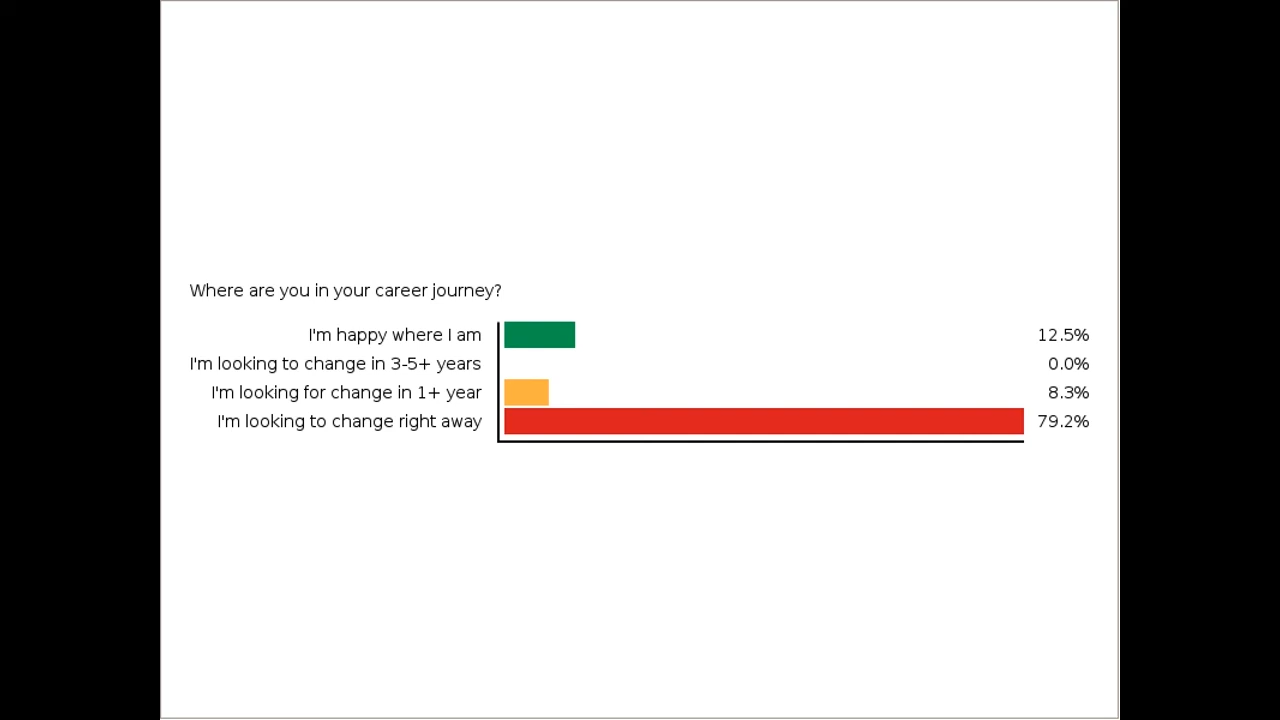 Where are you in your career journey?
I'm happy where I am 12.5%
I'm looking to change in 3-5+ years 0.0%
I'm looking for change in 1+ year 8.3%
I'm looking to change right away 79.2%